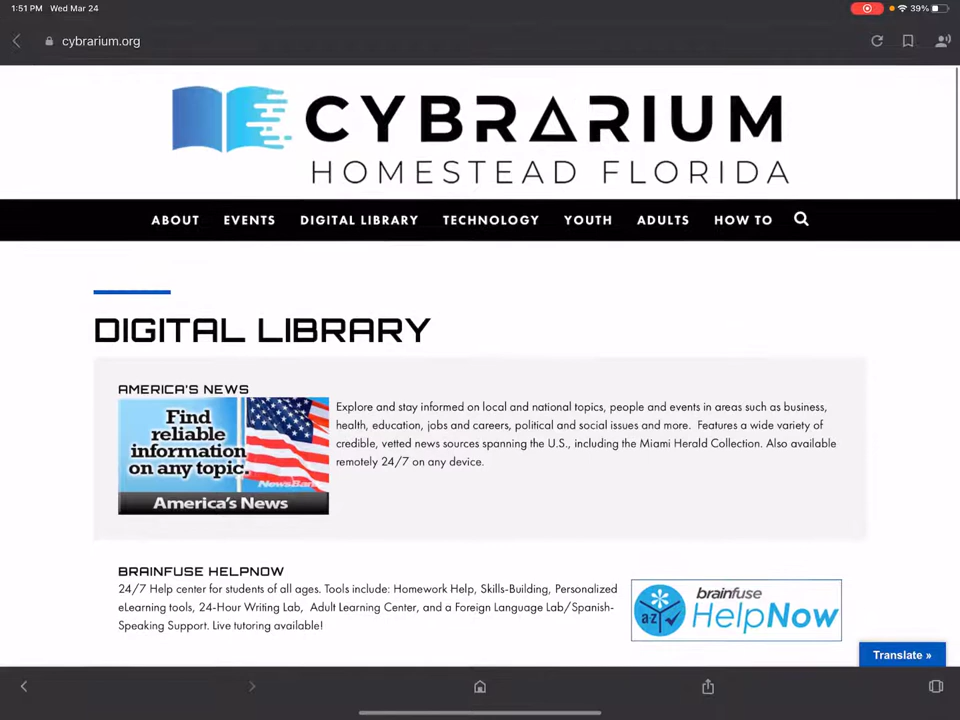 1:51 PM Wed Mar 24
39%
cybrarium.org
CYBRARIUM
HOMESTEAD FLORIDA
ABOUT EVENTS DIGITAL LIBRARY TECHNOLOGY YOUTH ADULTS HOW TO
DIGITAL LIBRARY
AMERICA'S NEWS
Find
reliable
information
on any topic.
NewsBank
America's News
Explore and stay informed on local and national topics, people and events in areas such as business,
health, education, jobs and careers, political and social issues and more. Features a wide variety of
credible, vetted news sources spanning the U.S., including the Miami Herald Collection. Also available
remotely 24/7 on any device.
BRAINFUSE HELPNOW
24/7 Help center for students of all ages. Tools include: Homework Help, Skills-Building, Personalized
eLearning tools, 24-Hour Writing Lab, Adult Learning Center, and a Foreign Language Lab/Spanish-
Speaking Support. Live tutoring available!
a-z
brainfuse
HelpNow
Translate »